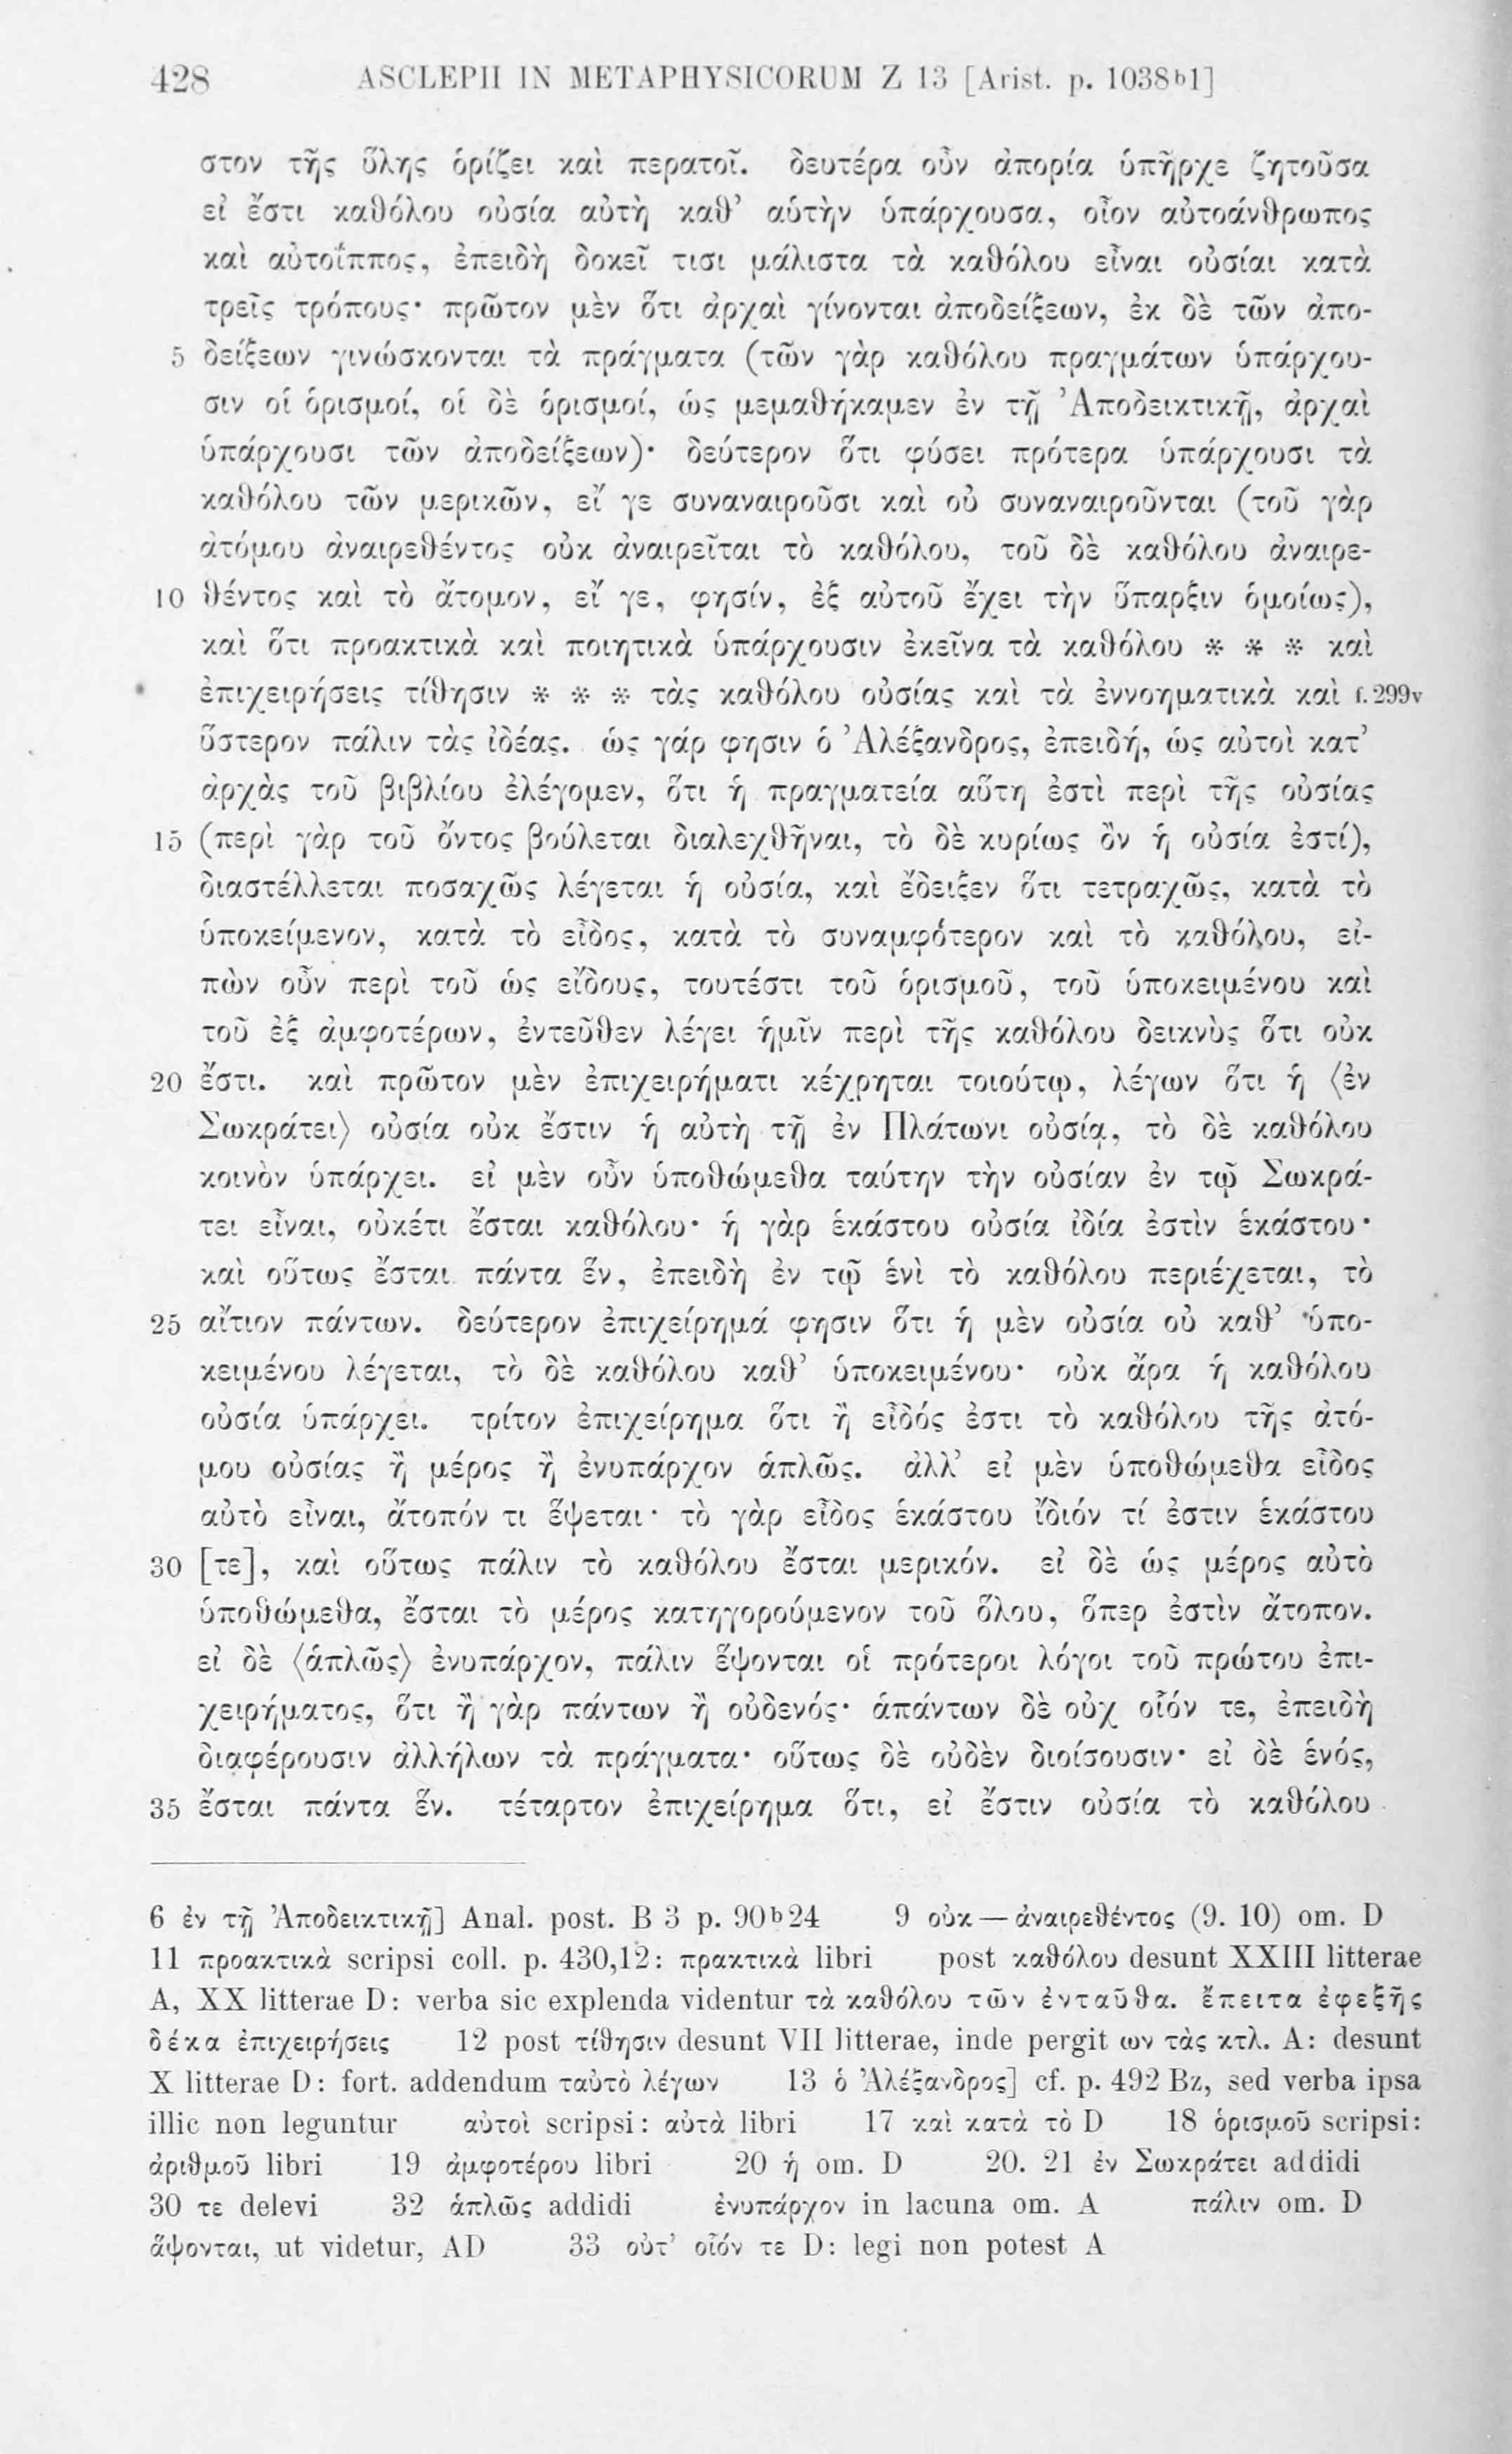 428 ASCLEPII IN METAPHYSICORUM Z 13 [Arist. p. 1038ᵇ1]
στον τῆς ὕλης ὁρίζει καὶ περατοῖ. δευτέρα οὖν ἀπορία ὑπῆρχε ζητοῦσα
εἰ ἔστι καθόλου οὐσία αὐτὴ καθ’ αὑτὴν ὑπάρχουσα, οἷον αὐτοάνθρωπος
καὶ αὐτοΐππος, ἐπειδὴ δοκεῖ τισι μάλιστα τὰ καθόλου εἶναι οὐσίαι κατὰ
τρεῖς τρόπους· πρῶτον μὲν ὅτι ἀρχαὶ γίνονται ἀποδείξεων, ἐκ δὲ τῶν ἀπο-
5 δείξεων γινώσκονται τὰ πράγματα (τῶν γὰρ καθόλου πραγμάτων ὑπάρχου-
σιν οἱ ὁρισμοί, οἱ δὲ ὁρισμοί, ὡς μεμαθήκαμεν ἐν τῇ Ἀποδεικτικῇ, ἀρχαὶ
ὑπάρχουσι τῶν ἀποδείξεων)· δεύτερον ὅτι φύσει πρότερα ὑπάρχουσι τὰ
καθόλου τῶν μερικῶν, εἴ γε συναναιροῦσι καὶ οὐ συναναιροῦνται (τοῦ γὰρ
ἀτόμου ἀναιρεθέντος οὐκ ἀναιρεῖται τὸ καθόλου, τοῦ δὲ καθόλου ἀναιρε-
10 θέντος καὶ τὸ ἄτομον, εἴ γε, φησίν, ἐξ αὐτοῦ ἔχει τὴν ὕπαρξιν ὁμοίως),
καὶ ὅτι προακτικὰ καὶ ποιητικὰ ὑπάρχουσιν ἐκεῖνα τὰ καθόλου * * * καὶ
ἐπιχειρήσεις τίθησιν * * * τὰς καθόλου οὐσίας καὶ τὰ ἐννοηματικὰ καὶ f. 299v
ὕστερον πάλιν τὰς ἰδέας. ὡς γάρ φησιν ὁ Ἀλέξανδρος, ἐπειδή, ὡς αὐτοὶ κατ’
ἀρχὰς τοῦ βιβλίου ἐλέγομεν, ὅτι ἡ πραγματεία αὕτη ἐστὶ περὶ τῆς οὐσίας
15 (περὶ γὰρ τοῦ ὄντος βούλεται διαλεχθῆναι, τὸ δὲ κυρίως ὂν ἡ οὐσία ἐστί),
διαστέλλεται ποσαχῶς λέγεται ἡ οὐσία, καὶ ἔδειξεν ὅτι τετραχῶς, κατὰ τὸ
ὑποκείμενον, κατὰ τὸ εἶδος, κατὰ τὸ συναμφότερον καὶ τὸ καθόλου, εἰ-
πὼν οὖν περὶ τοῦ ὡς εἴδους, τουτέστι τοῦ ὁρισμοῦ, τοῦ ὑποκειμένου καὶ
τοῦ ἐξ ἀμφοτέρων, ἐντεῦθεν λέγει ἡμῖν περὶ τῆς καθόλου δεικνὺς ὅτι οὐκ
20 ἔστι. καὶ πρῶτον μὲν ἐπιχειρήματι κέχρηται τοιούτῳ, λέγων ὅτι ἡ ⟨ἐν
Σωκράτει⟩ οὐσία οὐκ ἔστιν ἡ αὐτὴ τῇ ἐν Πλάτωνι οὐσίᾳ, τὸ δὲ καθόλου
κοινὸν ὑπάρχει. εἰ μὲν οὖν ὑποθώμεθα ταύτην τὴν οὐσίαν ἐν τῷ Σωκρά-
τει εἶναι, οὐκέτι ἔσται καθόλου· ἡ γὰρ ἑκάστου οὐσία ἰδία ἐστὶν ἑκάστου·
καὶ οὕτως ἔσται πάντα ἕν, ἐπειδὴ ἐν τῷ ἑνὶ τὸ καθόλου περιέχεται, τὸ
25 αἴτιον πάντων. δεύτερον ἐπιχείρημά φησιν ὅτι ἡ μὲν οὐσία οὐ καθ’ ὑπο-
κειμένου λέγεται, τὸ δὲ καθόλου καθ’ ὑποκειμένου· οὐκ ἄρα ἡ καθόλου
οὐσία ὑπάρχει. τρίτον ἐπιχείρημα ὅτι ἢ εἶδός ἐστι τὸ καθόλου τῆς ἀτό-
μου οὐσίας ἢ μέρος ἢ ἐνυπάρχον ἁπλῶς. ἀλλ’ εἰ μὲν ὑποθώμεθα εἶδος
αὐτὸ εἶναι, ἄτοπόν τι ἕψεται· τὸ γὰρ εἶδος ἑκάστου ἴδιόν τί ἐστιν ἑκάστου
30 [τε], καὶ οὕτως πάλιν τὸ καθόλου ἔσται μερικόν. εἰ δὲ ὡς μέρος αὐτὸ
ὑποθώμεθα, ἔσται τὸ μέρος κατηγορούμενον τοῦ ὅλου, ὅπερ ἐστὶν ἄτοπον.
εἰ δὲ ⟨ἁπλῶς⟩ ἐνυπάρχον, πάλιν ἕψονται οἱ πρότεροι λόγοι τοῦ πρώτου ἐπι-
χειρήματος, ὅτι ἢ γὰρ πάντων ἢ οὐδενός· ἁπάντων δὲ οὐχ οἷόν τε, ἐπειδὴ
διαφέρουσιν ἀλλήλων τὰ πράγματα· οὕτως δὲ οὐδὲν διοίσουσιν· εἰ δὲ ἑνός,
35 ἔσται πάντα ἕν. τέταρτον ἐπιχείρημα ὅτι, εἰ ἔστιν οὐσία τὸ καθόλου
6 ἐν τῇ Ἀποδεικτικῇ] Anal. post. B 3 p. 90ᵇ24 9 οὐκ — ἀναιρεθέντος (9. 10) om. D
11 προακτικὰ scripsi coll. p. 430,12: πρακτικὰ libri post καθόλου desunt XXIII litterae
A, XX litterae D: verba sic explenda videntur τὰ καθόλου τῶν ἐνταῦθα. ἔπειτα ἐφεξῆς
δέκα ἐπιχειρήσεις 12 post τίθησιν desunt VII litterae, inde pergit ων τὰς κτλ. A: desunt
X litterae D: fort. addendum ταὐτὸ λέγων 13 ὁ Ἀλέξανδρος] cf. p. 492 Bz, sed verba ipsa
illic non leguntur αὐτοὶ scripsi: αὐτὰ libri 17 καὶ κατὰ τὸ D 18 ὁρισμοῦ scripsi:
ἀριθμοῦ libri 19 ἀμφοτέρου libri 20 ἡ om. D 20. 21 ἐν Σωκράτει addidi
30 τε delevi 32 ἁπλῶς addidi ἐνυπάρχον in lacuna om. A πάλιν om. D
ἅψονται, ut videtur, AD 33 οὐτ’ οἷόν τε D: legi non potest A